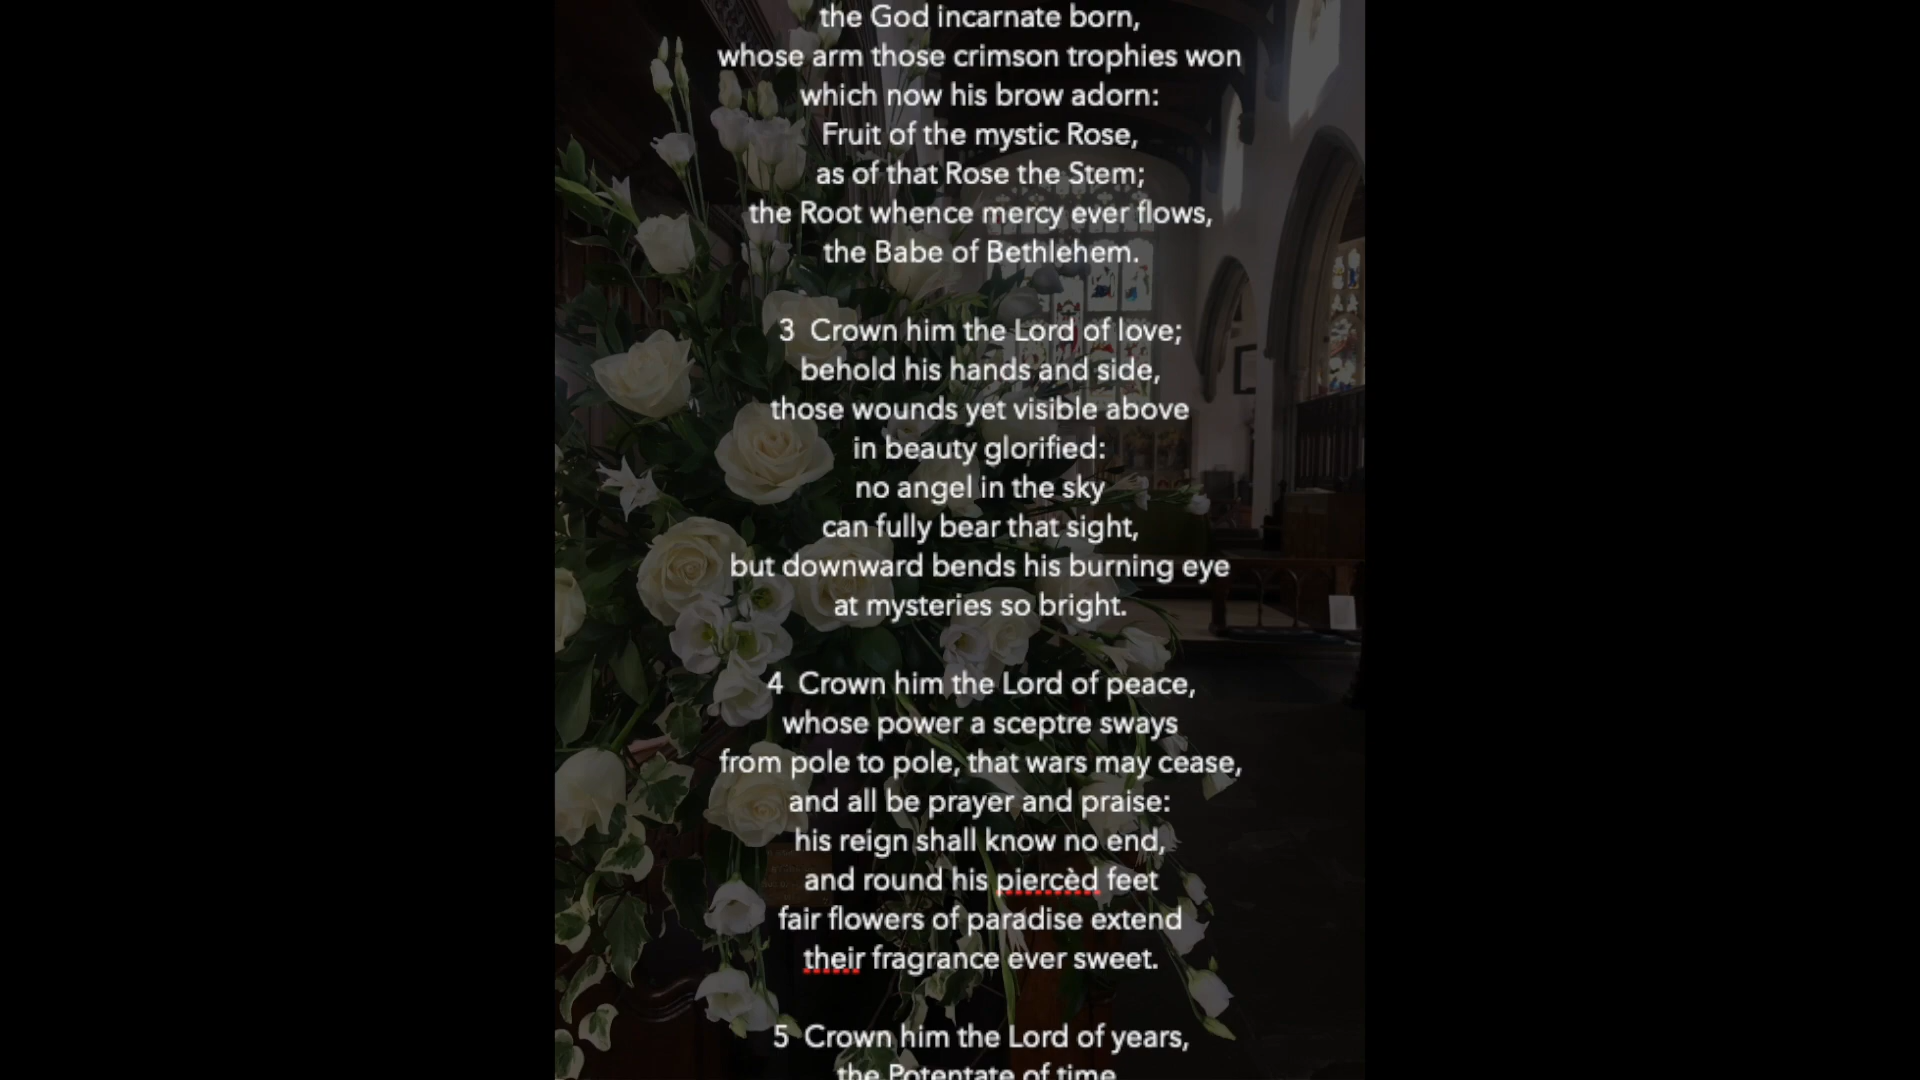 the God incarnate born,
whose arm those crimson trophies won
which now his brow adorn:
Fruit of the mystic Rose,
as of that Rose the Stem;
the Root whence mercy ever flows,
the Babe of Bethlehem.
3 Crown him the Lord of love;
behold his hands and side,
those wounds yet visible above
in beauty glorified:
no angel in the sky
can fully bear that sight,
but downward bends his burning eye
at mysteries so bright.
4 Crown him the Lord of peace,
whose power a sceptre sways
from pole to pole, that wars may cease,
and all be prayer and praise:
his reign shall know no end,
and round his piercèd feet
fair flowers of paradise extend
their fragrance ever sweet.
5 Crown him the Lord of years,
the Potentate of time